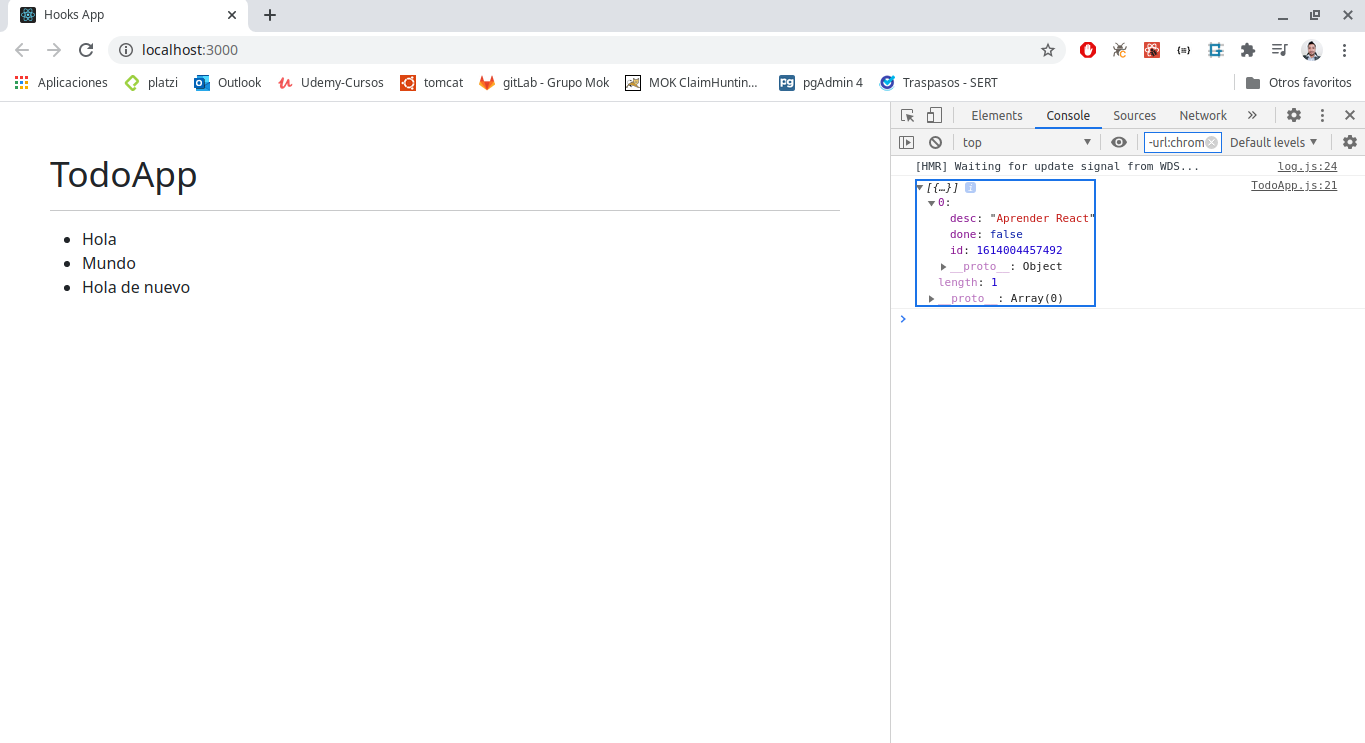 Hooks App
localhost:3000
Aplicaciones platzi Outlook Udemy-Cursos tomcat gitLab - Grupo Mok MOK ClaimHuntin... pgAdmin 4 Traspasos - SERT Otros favoritos
TodoApp
Hola
Mundo
Hola de nuevo
Elements Console Sources Network
top -url:chrom Default levels
[HMR] Waiting for update signal from WDS... log.js:24
[{…}] TodoApp.js:21
0:
desc: "Aprender React"
done: false
id: 1614004457492
__proto__: Object
length: 1
__proto__: Array(0)